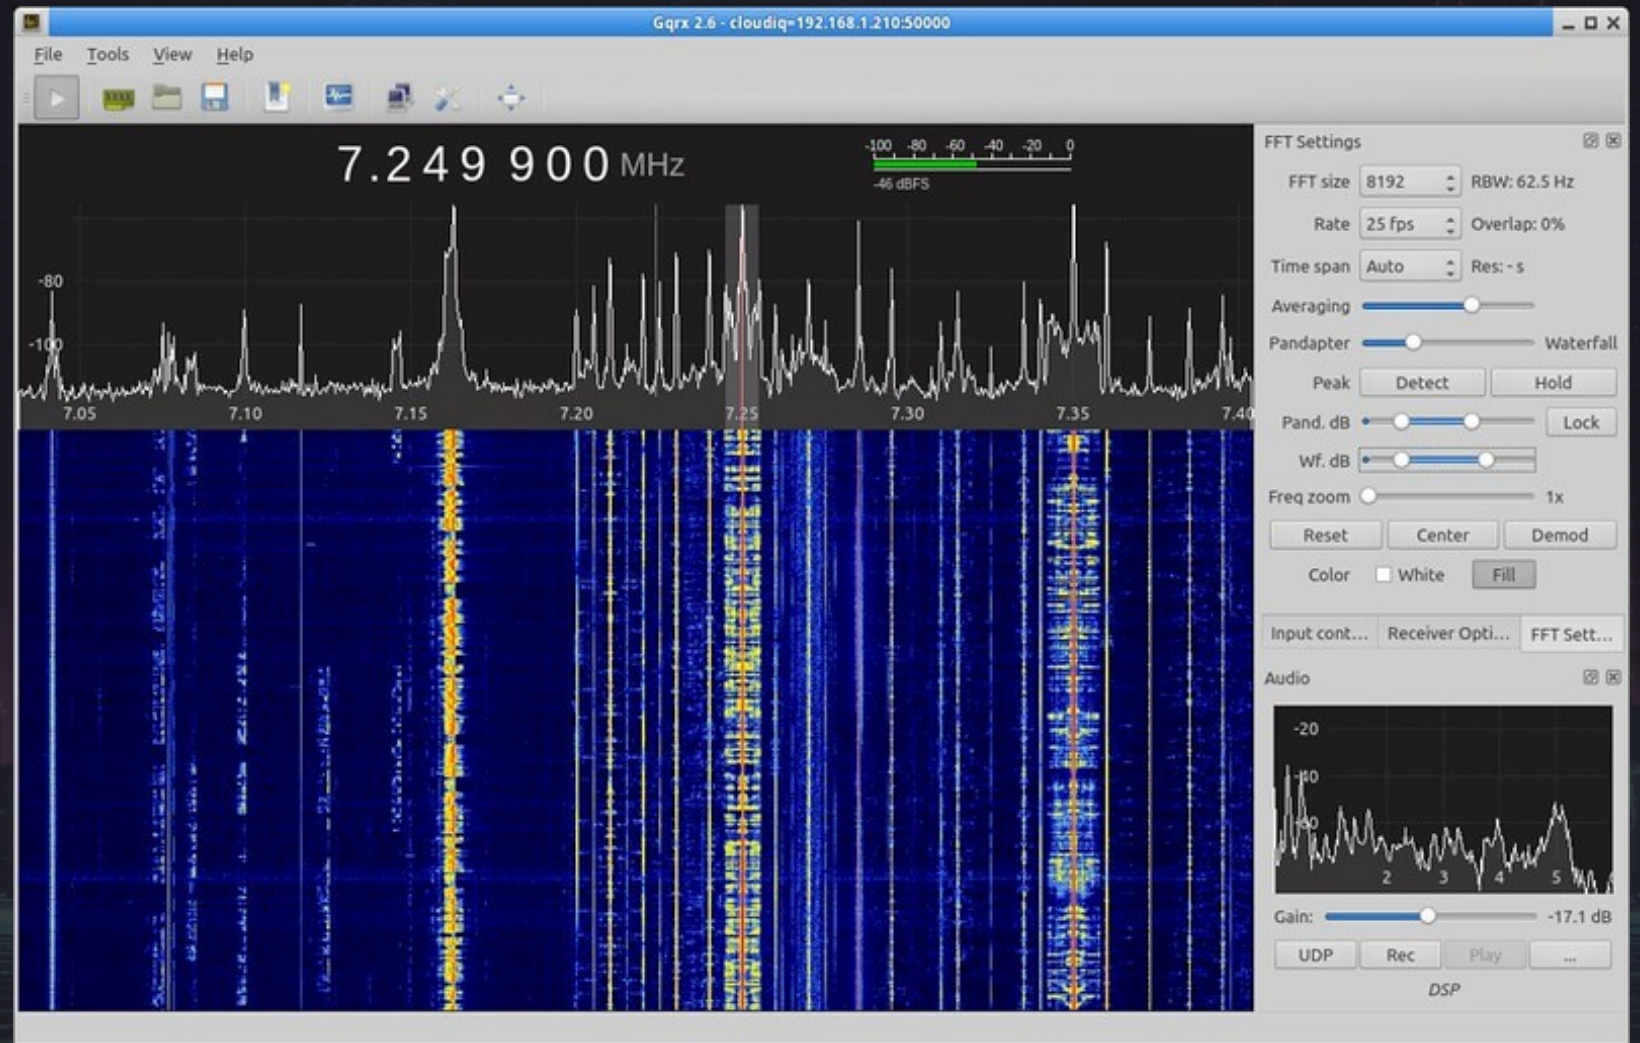 Gqrx 2.6 - cloudiq=192.168.1.210:50000
File Tools View Help
7.249 900 MHz
-100 -80 -60 -40 -20 0
-46 dBFS
-80
-100
7.05 7.10 7.15 7.20 7.25 7.30 7.35 7.40
FFT Settings
FFT size 8192 RBW: 62.5 Hz
Rate 25 fps Overlap: 0%
Time span Auto Res: - s
Averaging
Pandapter Waterfall
Peak Detect Hold
Pand. dB Lock
Wf. dB
Freq zoom 1x
Reset Center Demod
Color White Fill
Input cont... Receiver Opti... FFT Sett...
Audio
-20
-40
2 3 4 5
Gain: -17.1 dB
UDP Rec Play ...
DSP